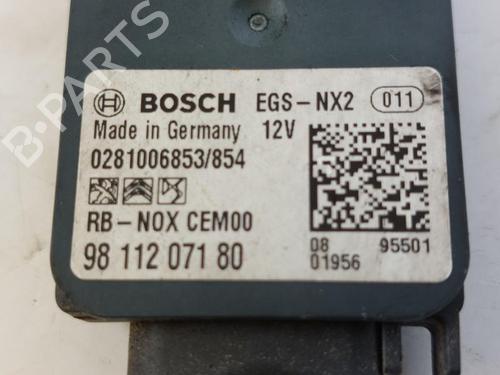 BOSCH EGS-NX2 011
Made in Germany 12V
0281006853/854
RB-NOX CEM00
98 112 071 80
08 95501
01956
B-PARTS